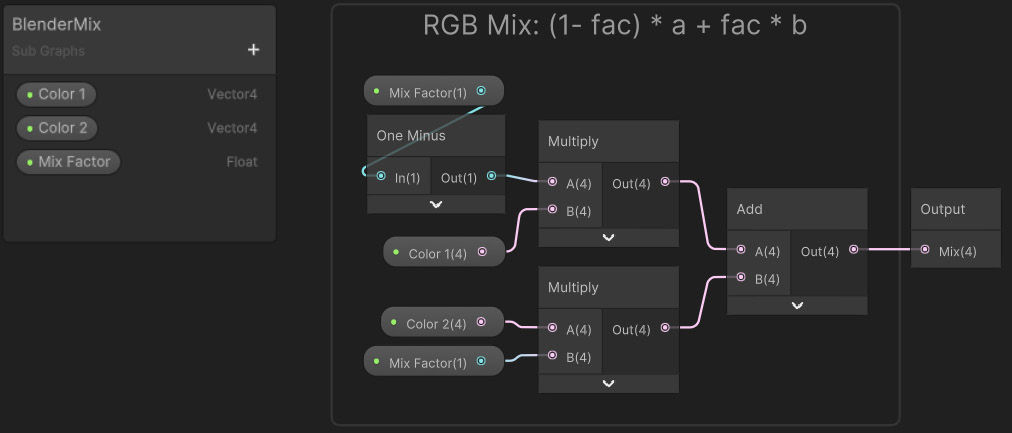 BlenderMix
Sub Graphs
+
Color 1 Vector4
Color 2 Vector4
Mix Factor Float
RGB Mix: (1- fac) * a + fac * b
Mix Factor(1)
One Minus
In(1) Out(1)
Color 1(4)
Multiply
A(4) Out(4)
B(4)
Color 2(4)
Mix Factor(1)
Multiply
A(4) Out(4)
B(4)
Add
A(4) Out(4)
B(4)
Output
Mix(4)